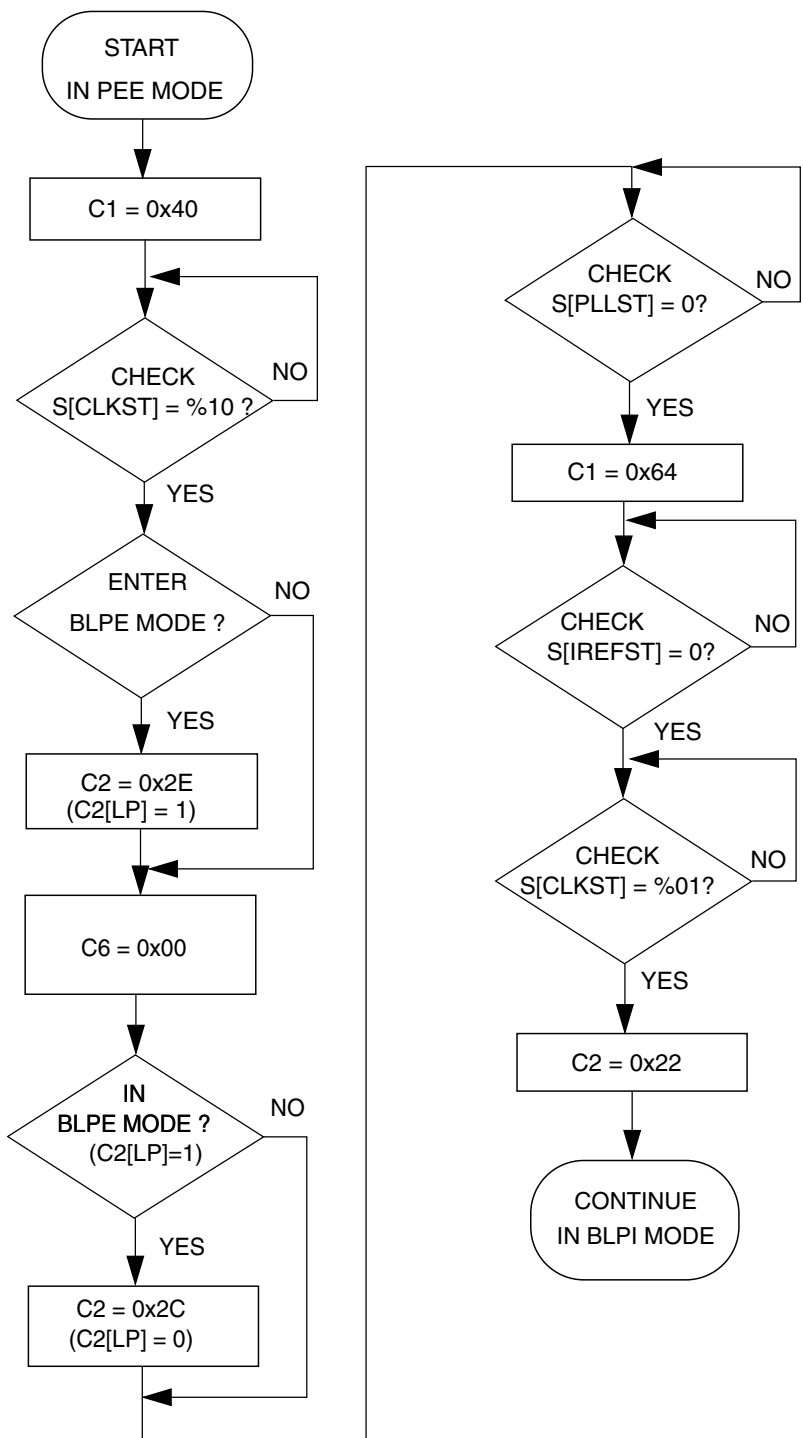 START
IN PEE MODE
C1 = 0x40
CHECK
S[CLKST] = %10 ?
NO
YES
ENTER
BLPE MODE ?
NO
YES
C2 = 0x2E
(C2[LP] = 1)
C6 = 0x00
IN
BLPE MODE ?
(C2[LP]=1)
NO
YES
C2 = 0x2C
(C2[LP] = 0)
CHECK
S[PLLST] = 0?
NO
YES
C1 = 0x64
CHECK
S[IREFST] = 0?
NO
YES
CHECK
S[CLKST] = %01?
NO
YES
C2 = 0x22
CONTINUE
IN BLPI MODE